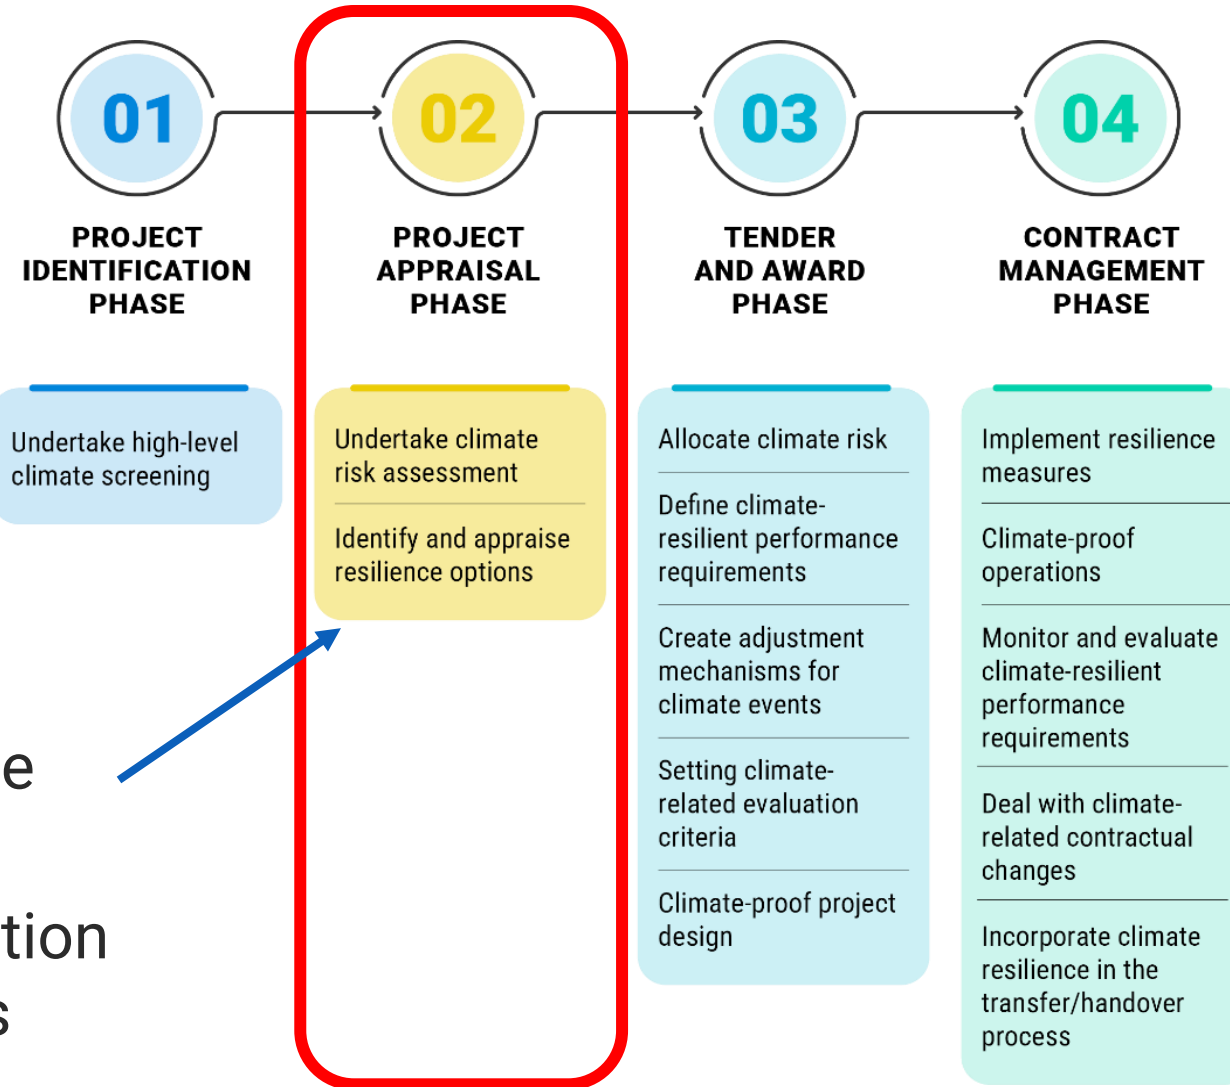 01
02
03
04
PROJECT
IDENTIFICATION
PHASE
PROJECT
APPRAISAL
PHASE
TENDER
AND AWARD
PHASE
CONTRACT
MANAGEMENT
PHASE
Undertake high-level
climate screening
Undertake climate
risk assessment
Identify and appraise
resilience options
Allocate climate risk
Define climate-
resilient performance
requirements
Create adjustment
mechanisms for
climate events
Setting climate-
related evaluation
criteria
Climate-proof project
design
Implement resilience
measures
Climate-proof
operations
Monitor and evaluate
climate-resilient
performance
requirements
Deal with climate-
related contractual
changes
Incorporate climate
resilience in the
transfer/handover
process
e
tion
s